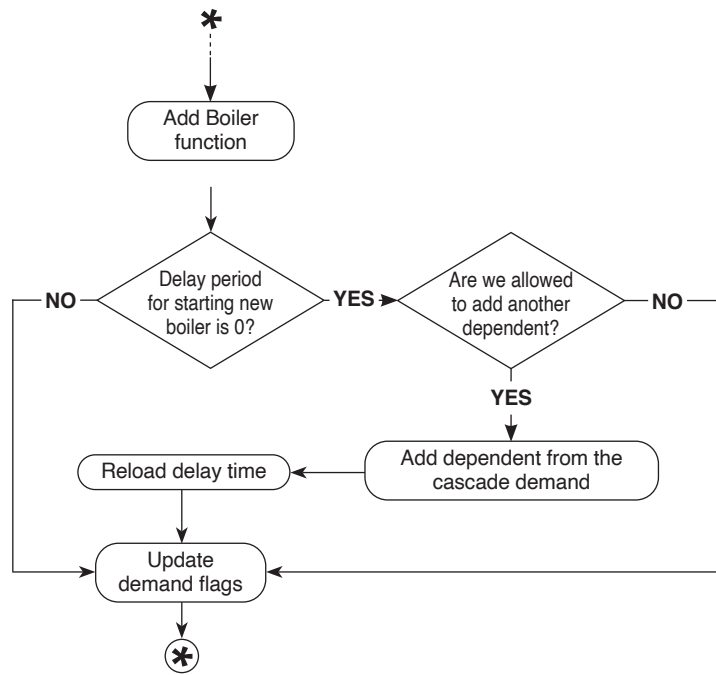 *
Add Boiler
function
Delay period
for starting new
boiler is 0?
NO
YES
Are we allowed
to add another
dependent?
NO
YES
Add dependent from the
cascade demand
Reload delay time
Update
demand flags
*